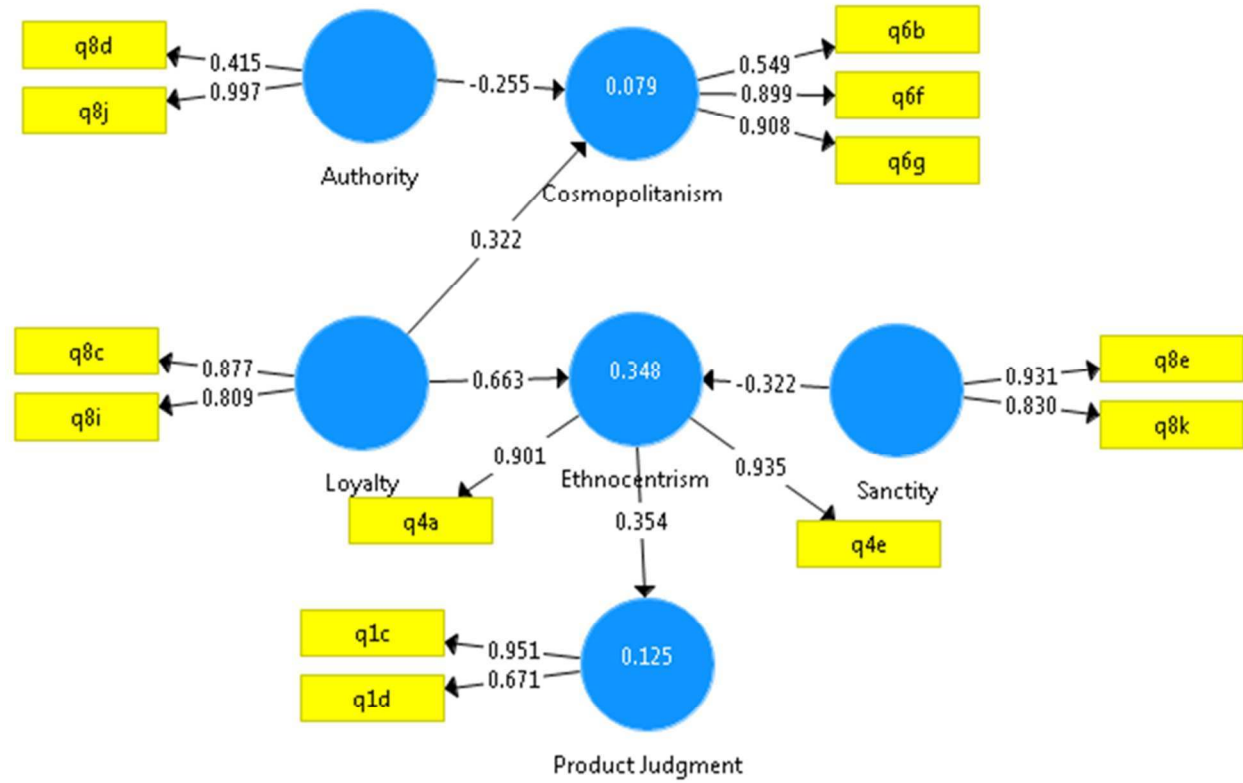 q8d
0.415
q8j
0.997
Authority
-0.255
0.079
Cosmopolitanism
0.549
q6b
0.899
q6f
0.908
q6g
0.322
q8c
0.877
q8i
0.809
Loyalty
0.663
0.348
Ethnocentrism
-0.322
Sanctity
0.931
q8e
0.830
q8k
0.901
q4a
0.935
q4e
0.354
q1c
0.951
q1d
0.671
0.125
Product Judgment